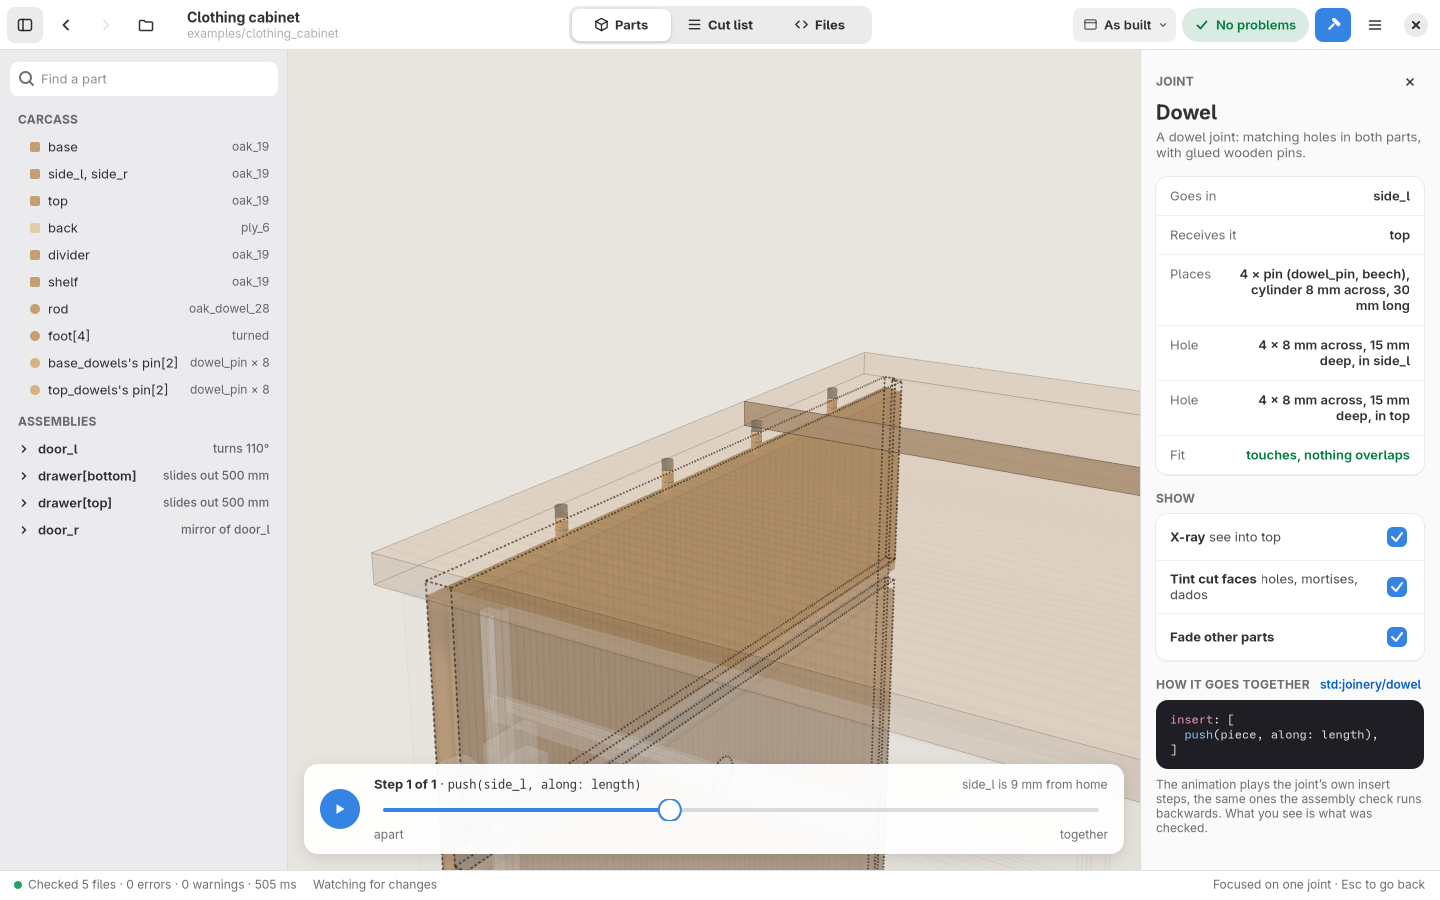 Clothing cabinet
examples/clothing_cabinet
Parts
Cut list
Files
As built
No problems
Find a part
CARCASS
base oak_19
side_l, side_r oak_19
top oak_19
back ply_6
divider oak_19
shelf oak_19
rod oak_dowel_28
foot[4] turned
base_dowels's pin[2] dowel_pin × 8
top_dowels's pin[2] dowel_pin × 8
ASSEMBLIES
door_l turns 110°
drawer[bottom] slides out 500 mm
drawer[top] slides out 500 mm
door_r mirror of door_l
Step 1 of 1 · push(side_l, along: length) side_l is 9 mm from home
apart together
JOINT
Dowel
A dowel joint: matching holes in both parts,
with glued wooden pins.
Goes in side_l
Receives it top
Places 4 × pin (dowel_pin, beech),
cylinder 8 mm across, 30
mm long
Hole 4 × 8 mm across, 15 mm
deep, in side_l
Hole 4 × 8 mm across, 15 mm
deep, in top
Fit touches, nothing overlaps
SHOW
X-ray see into top
Tint cut faces holes, mortises,
dados
Fade other parts
HOW IT GOES TOGETHER std:joinery/dowel
insert: [
push(piece, along: length),
]
The animation plays the joint’s own insert
steps, the same ones the assembly check runs
backwards. What you see is what was
checked.
Checked 5 files · 0 errors · 0 warnings · 505 ms Watching for changes
Focused on one joint · Esc to go back